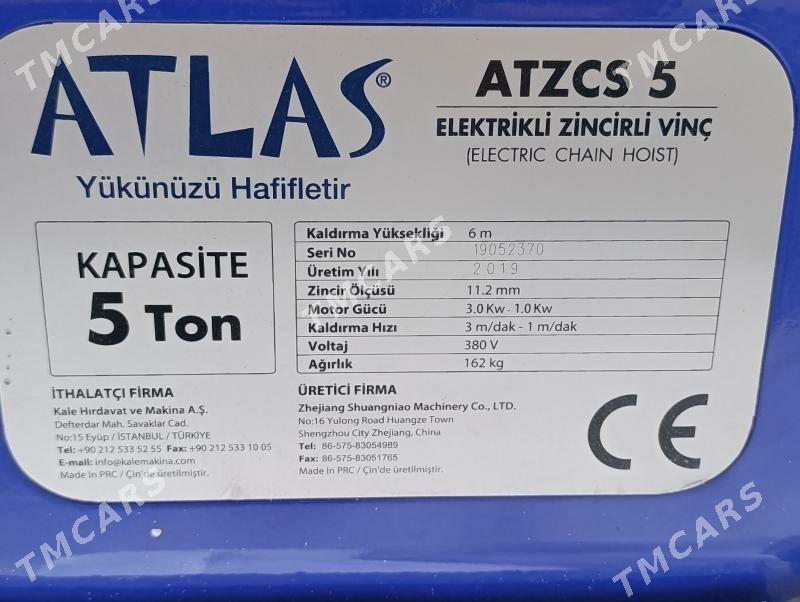 ATLAS®
Yükünüzü Hafifletir
ATZCS 5
ELEKTRİKLİ ZİNCİRLİ VİNÇ
(ELECTRIC CHAIN HOIST)
KAPASİTE
5 Ton
Kaldırma Yüksekliği 6 m
Seri No 19052370
Üretim Yılı 2019
Zincir Ölçüsü 11.2 mm
Motor Gücü 3.0 Kw - 1.0 Kw
Kaldırma Hızı 3 m/dak - 1 m/dak
Voltaj 380 V
Ağırlık 162 kg
İTHALATÇI FİRMA
Kale Hırdavat ve Makina A.Ş.
Defterdar Mah. Savaklar Cad.
No:15 Eyüp / İSTANBUL / TÜRKİYE
Tel: +90 212 533 52 55 Fax: +90 212 533 10 05
E-mail: info@kalemakina.com
Made in PRC / Çin'de üretilmiştir.
ÜRETİCİ FİRMA
Zhejiang Shuangniao Machinery Co., LTD.
No:16 Yulong Road Huangze Town
Shengzhou City Zhejiang, China
Tel: 86-575-83054989
Fax: 86-575-83051765
Made in PRC / Çin'de üretilmiştir.
CE
TMCARS
TMCARS
TMCARS
TMCARS
TMCARS